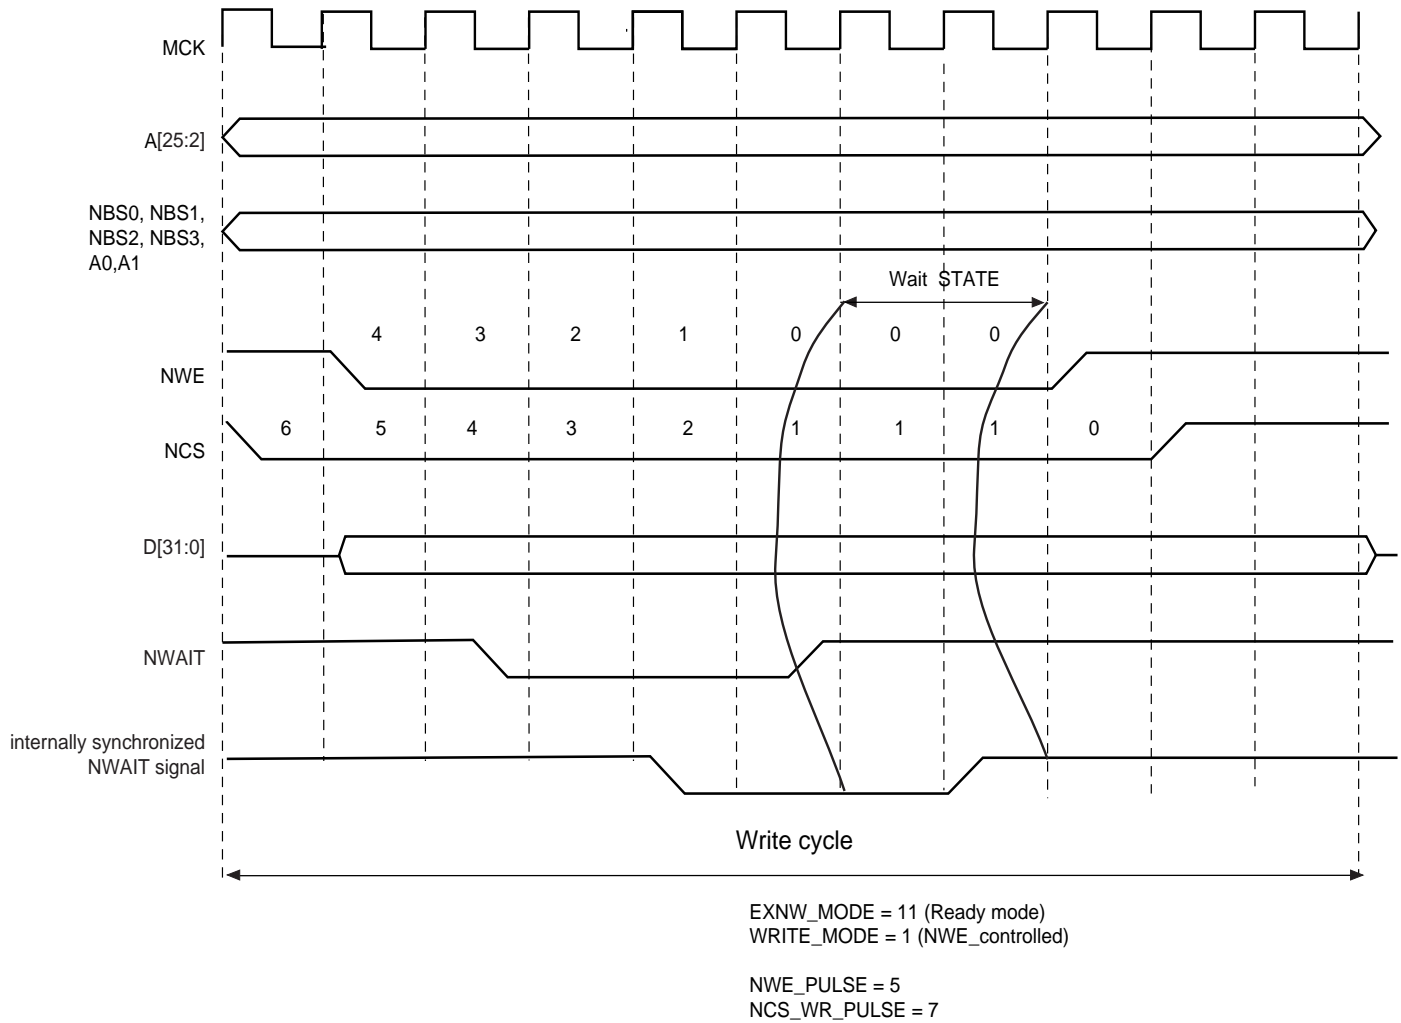 MCK
A[25:2]
NBS0, NBS1,
NBS2, NBS3,
A0,A1
Wait STATE
4 3 2 1 0 0 0
NWE
6 5 4 3 2 1 1 1 0
NCS
D[31:0]
NWAIT
internally synchronized
NWAIT signal
Write cycle
EXNW_MODE = 11 (Ready mode)
WRITE_MODE = 1 (NWE_controlled)
NWE_PULSE = 5
NCS_WR_PULSE = 7